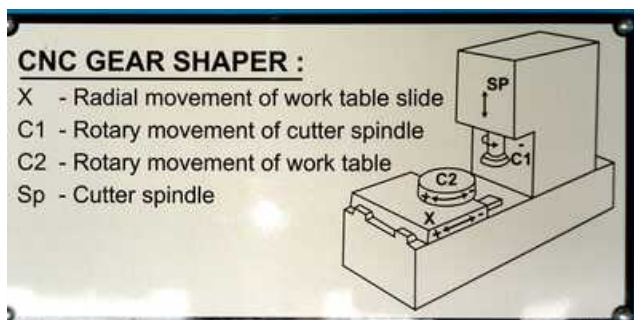 CNC GEAR SHAPER :
X - Radial movement of work table slide
C1 - Rotary movement of cutter spindle
C2 - Rotary movement of work table
Sp - Cutter spindle
SP
- C1
C2
+ -
X
+ -